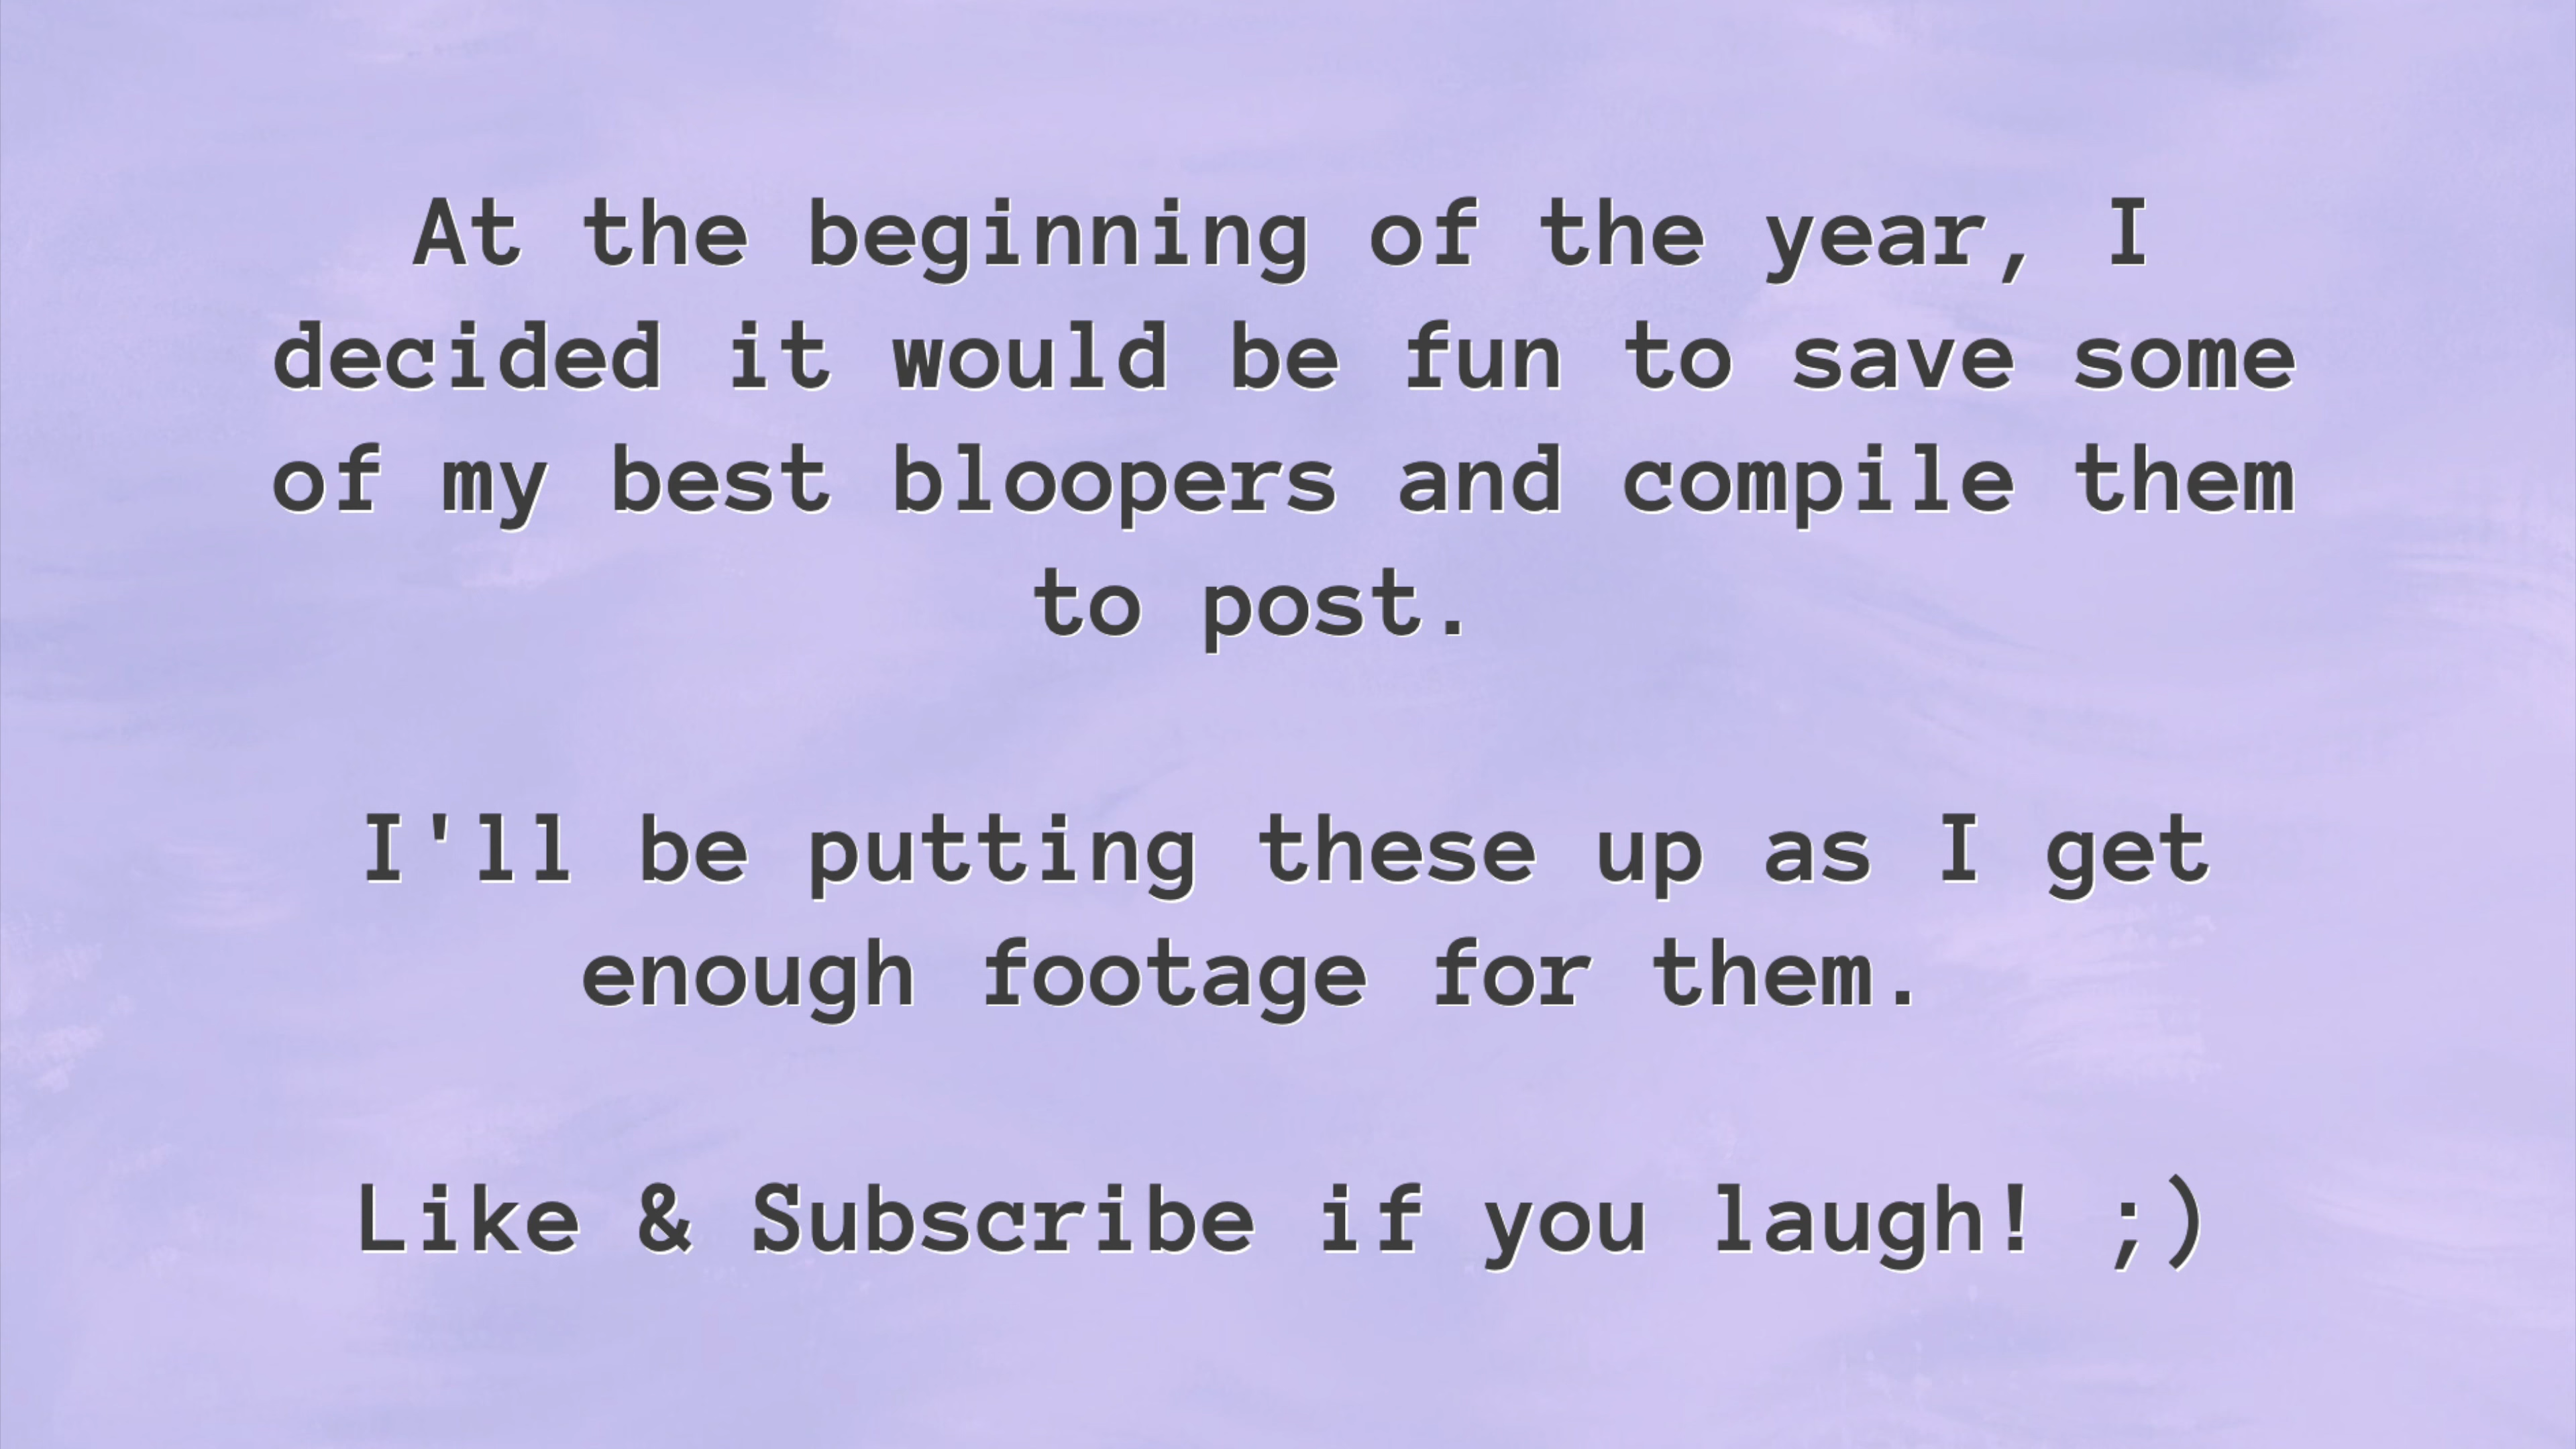 At the beginning of the year, I
decided it would be fun to save some
of my best bloopers and compile them
to post.
I'll be putting these up as I get
enough footage for them.
Like & Subscribe if you laugh! ;)